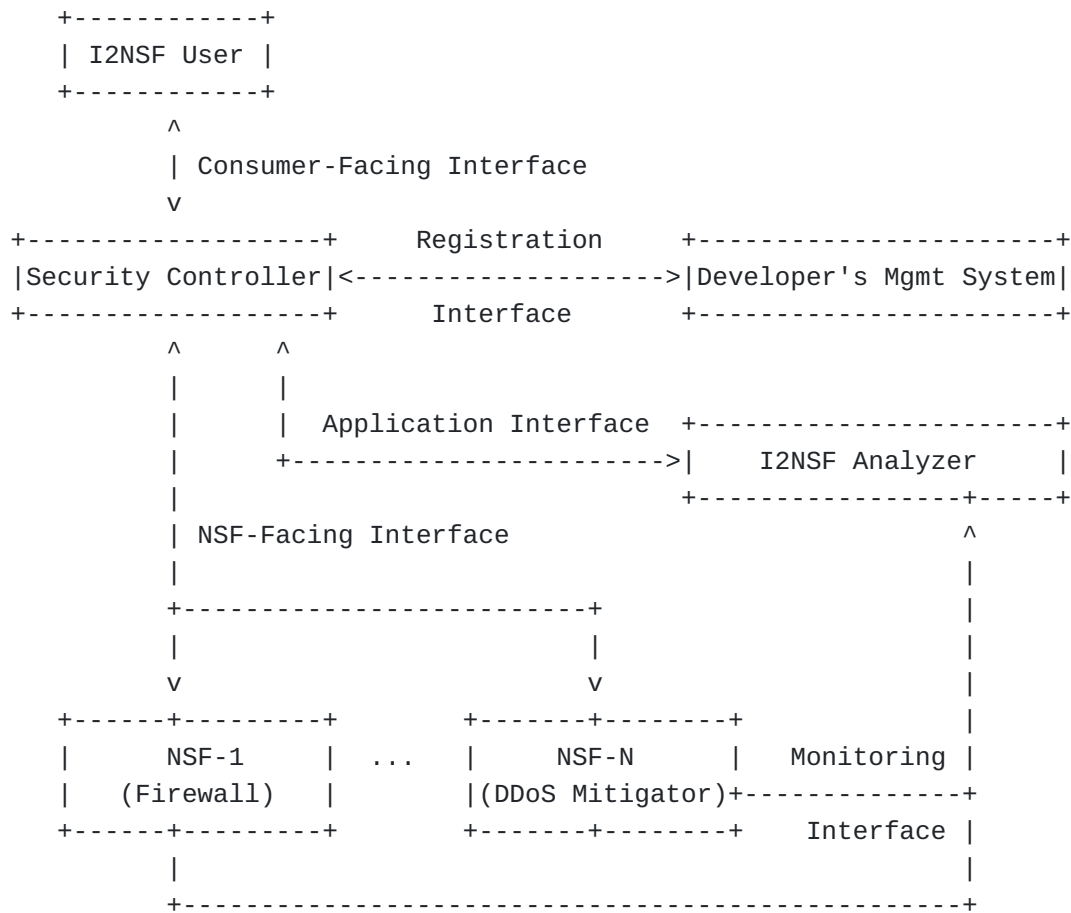 I2NSF User
Consumer-Facing Interface
Registration
Security Controller Developer's Mgmt System
Interface
Application Interface
I2NSF Analyzer
NSF-Facing Interface
NSF-1 ... NSF-N Monitoring
(Firewall) (DDoS Mitigator)
Interface